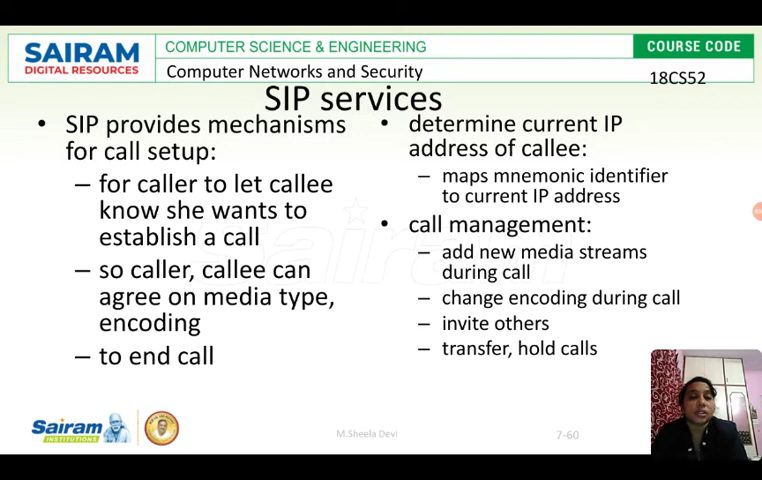 SAIRAM
DIGITAL RESOURCES
COMPUTER SCIENCE & ENGINEERING
COURSE CODE
Computer Networks and Security
18CS52
SIP services
• SIP provides mechanisms
for call setup:
– for caller to let callee
know she wants to
establish a call
– so caller, callee can
agree on media type,
encoding
– to end call
• determine current IP
address of callee:
– maps mnemonic identifier
to current IP address
• call management:
– add new media streams
during call
– change encoding during call
– invite others
– transfer, hold calls
Sairam
Sairam
INSTITUTIONS
M.Sheela Devi
7-60